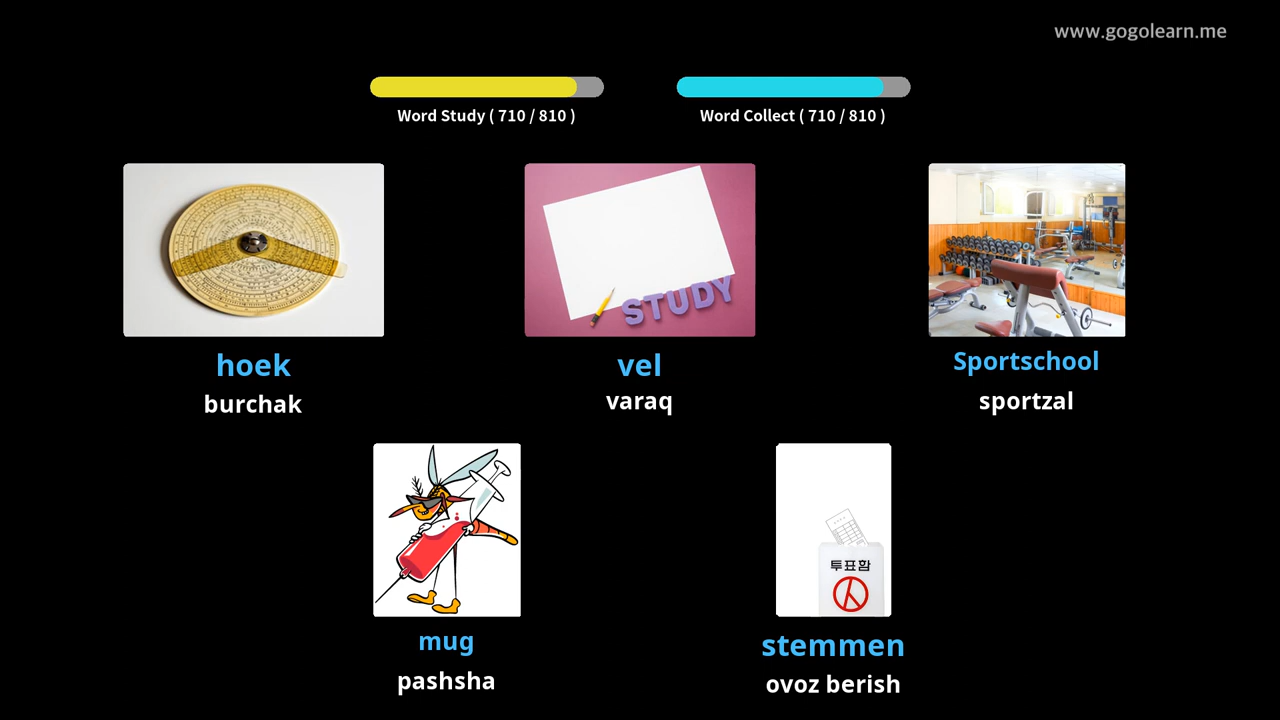 www.gogolearn.me
Word Study ( 710 / 810 )
Word Collect ( 710 / 810 )
STUDY
hoek
burchak
vel
varaq
Sportschool
sportzal
투표함
mug
pashsha
stemmen
ovoz berish